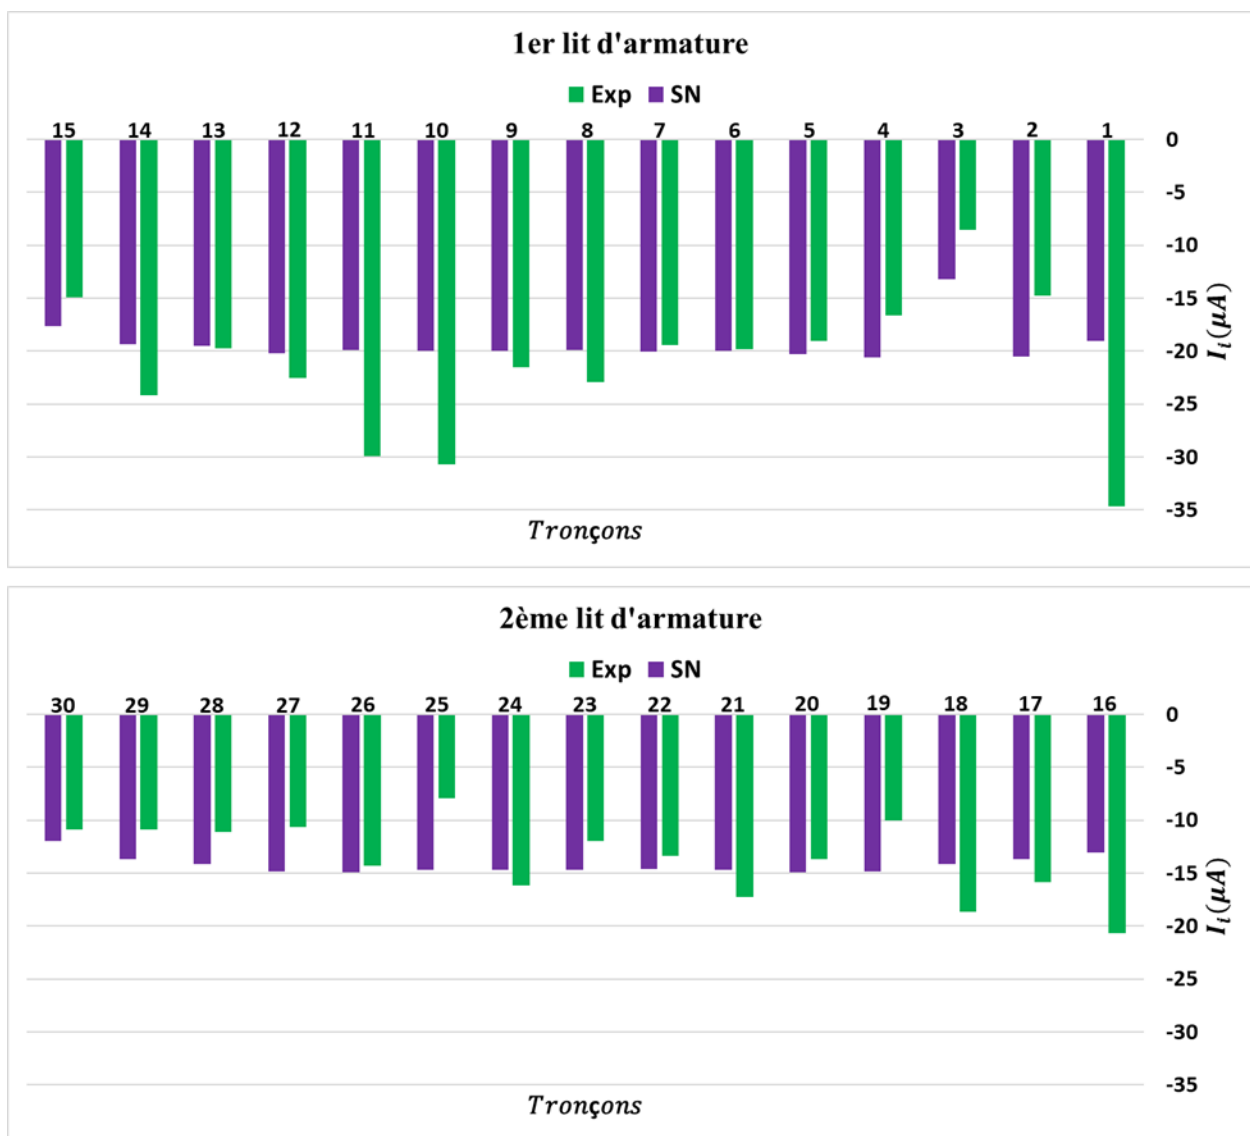 1er lit d'armature
Exp SN
15 14 13 12 11 10 9 8 7 6 5 4 3 2 1
0
-5
-10
-15
-20
-25
-30
-35
I_i(μA)
Tronçons
2ème lit d'armature
Exp SN
30 29 28 27 26 25 24 23 22 21 20 19 18 17 16
0
-5
-10
-15
-20
-25
-30
-35
I_i(μA)
Tronçons